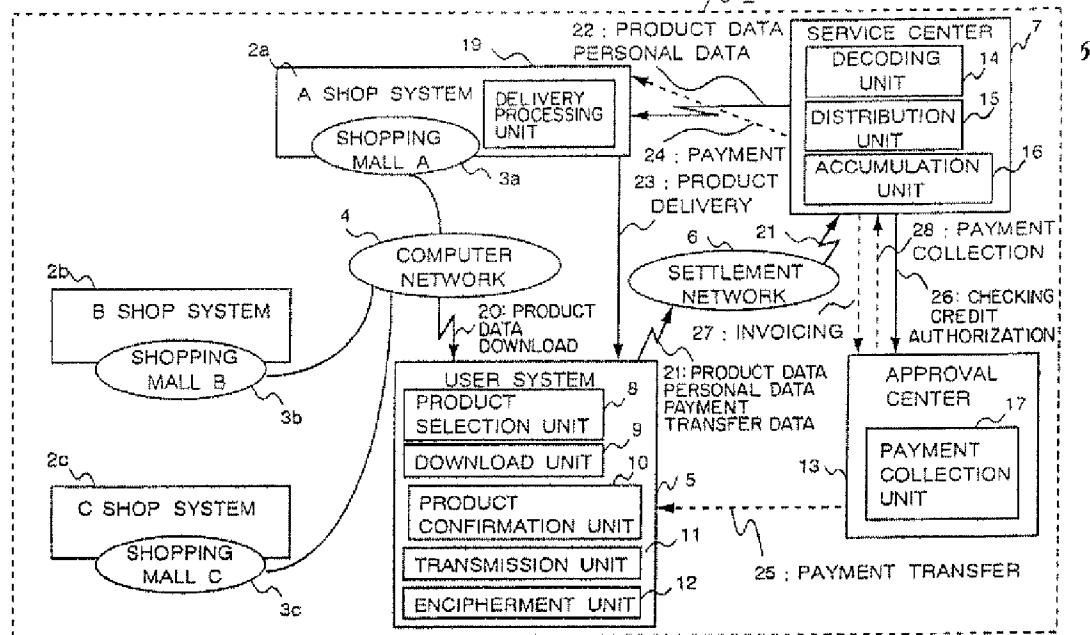 22 : PRODUCT DATA
PERSONAL DATA
SERVICE CENTER
7
DECODING
UNIT
14
DISTRIBUTION
UNIT
15
ACCUMULATION
UNIT
16
2a
19
A SHOP SYSTEM
DELIVERY
PROCESSING
UNIT
SHOPPING
MALL A
3a
24 : PAYMENT
23 : PRODUCT
DELIVERY
4
COMPUTER
NETWORK
6
21
SETTLEMENT
NETWORK
28 : PAYMENT
COLLECTION
26: CHECKING
CREDIT
AUTHORIZATION
27 : INVOICING
2b
B SHOP SYSTEM
SHOPPING
MALL B
3b
20: PRODUCT
DATA
DOWNLOAD
21: PRODUCT DATA
PERSONAL DATA
PAYMENT
TRANSFER DATA
USER SYSTEM
PRODUCT
SELECTION UNIT
8
DOWNLOAD UNIT
9
PRODUCT
CONFIRMATION UNIT
10
5
TRANSMISSION UNIT
11
ENCIPHERMENT UNIT
12
APPROVAL
CENTER
13
PAYMENT
COLLECTION
UNIT
17
2c
C SHOP SYSTEM
SHOPPING
MALL C
3c
25 : PAYMENT TRANSFER